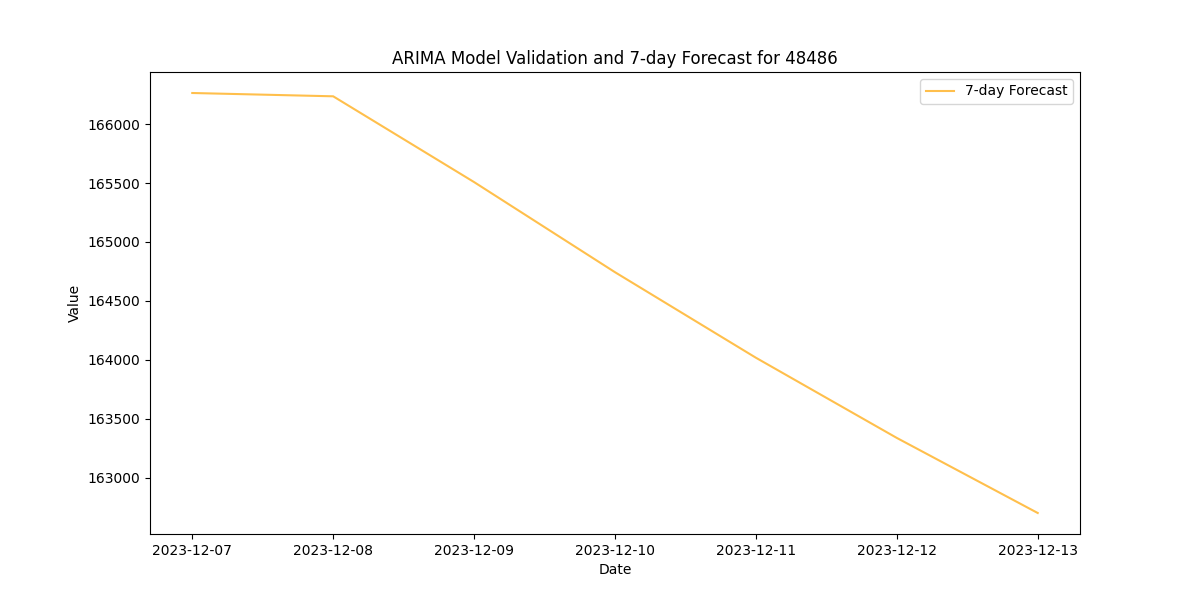 ARIMA Model Validation and 7-day Forecast for 48486
7-day Forecast
166000
165500
165000
164500
164000
163500
163000
Value
2023-12-07 2023-12-08 2023-12-09 2023-12-10 2023-12-11 2023-12-12 2023-12-13
Date